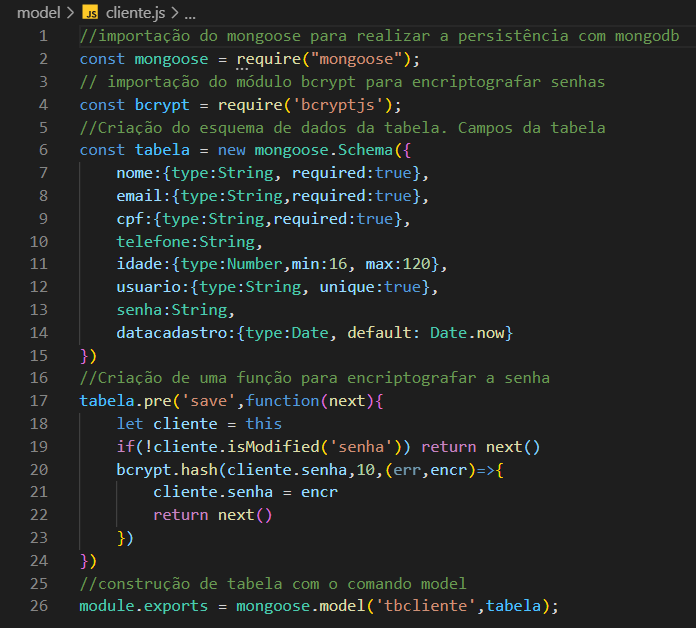 model > JS cliente.js > ...
1 //importação do mongoose para realizar a persistência com mongodb
2 const mongoose = require("mongoose");
3 // importação do módulo bcrypt para encriptografar senhas
4 const bcrypt = require('bcryptjs');
5 //Criação do esquema de dados da tabela. Campos da tabela
6 const tabela = new mongoose.Schema({
7     nome:{type:String, required:true},
8     email:{type:String,required:true},
9     cpf:{type:String,required:true},
10     telefone:String,
11     idade:{type:Number,min:16, max:120},
12     usuario:{type:String, unique:true},
13     senha:String,
14     datacadastro:{type:Date, default: Date.now}
15 })
16 //Criação de uma função para encriptografar a senha
17 tabela.pre('save',function(next){
18     let cliente = this
19     if(!cliente.isModified('senha')) return next()
20     bcrypt.hash(cliente.senha,10,(err,encr)=>{
21         cliente.senha = encr
22         return next()
23     })
24 })
25 //construção de tabela com o comando model
26 module.exports = mongoose.model('tbcliente',tabela);